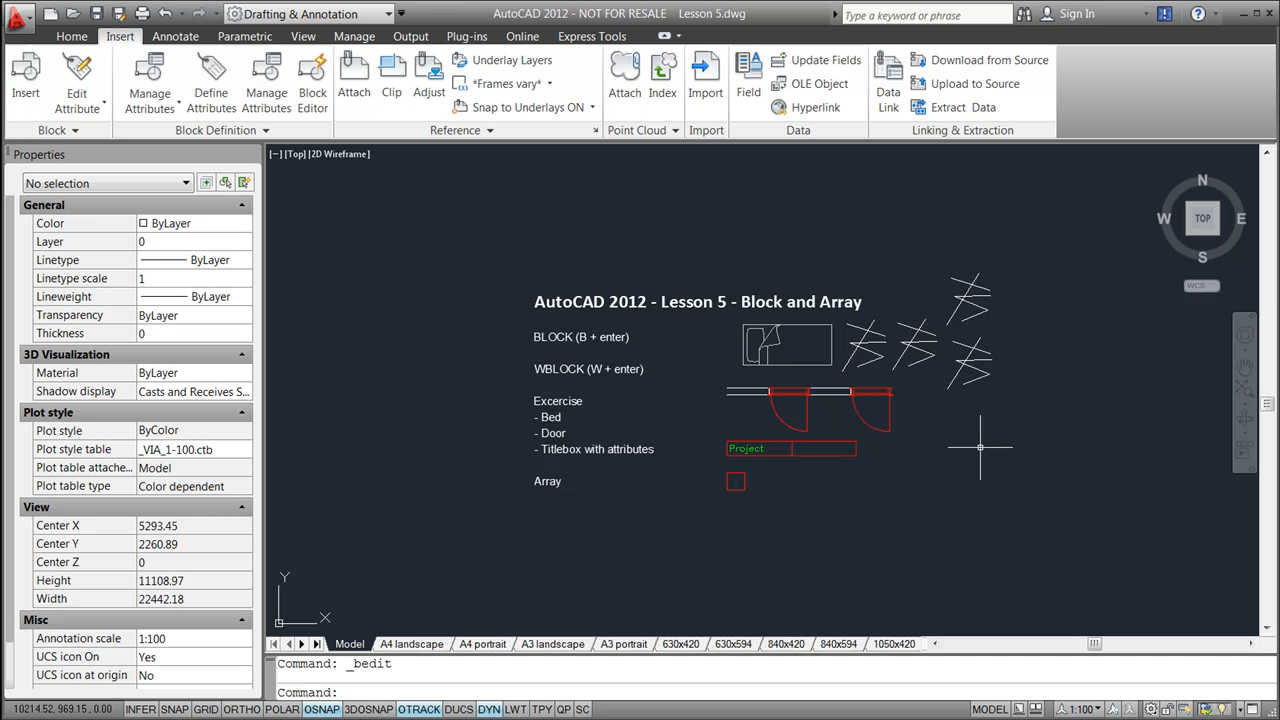 Drafting & Annotation
AutoCAD 2012 - NOT FOR RESALE Lesson 5.dwg
Type a keyword or phrase
Sign In
Home Insert Annotate Parametric View Manage Output Plug-ins Online Express Tools
Insert
Edit Attribute
Manage Attributes
Define Attributes
Manage Attributes
Block Editor
Attach
Clip
Adjust
Underlay Layers
*Frames vary*
Snap to Underlays ON
Attach
Index
Import
Field
Update Fields
OLE Object
Hyperlink
Data Link
Download from Source
Upload to Source
Extract Data
Block Block Definition Reference Point Cloud Import Data Linking & Extraction
Properties
No selection
General
Color ByLayer
Layer 0
Linetype ByLayer
Linetype scale 1
Lineweight ByLayer
Transparency ByLayer
Thickness 0
3D Visualization
Material ByLayer
Shadow display Casts and Receives S...
Plot style
Plot style ByColor
Plot style table _VIA_1-100.ctb
Plot table attache... Model
Plot table type Color dependent
View
Center X 5293.45
Center Y 2260.89
Center Z 0
Height 11108.97
Width 22442.18
Misc
Annotation scale 1:100
UCS icon On Yes
UCS icon at origin No
[−] [Top] [2D Wireframe]
N
W TOP E
S
WCS
AutoCAD 2012 - Lesson 5 - Block and Array
BLOCK (B + enter)
WBLOCK (W + enter)
Excercise
- Bed
- Door
- Titlebox with attributes
Project
Array
Y
X
Model A4 landscape A4 portrait A3 landscape A3 portrait 630x420 630x594 840x420 840x594 1050x420
Command: _bedit
Command:
10214.52, 969.15, 0.00 INFER SNAP GRID ORTHO POLAR OSNAP 3DOSNAP OTRACK DUCS DYN LWT TPY QP SC MODEL 1:100